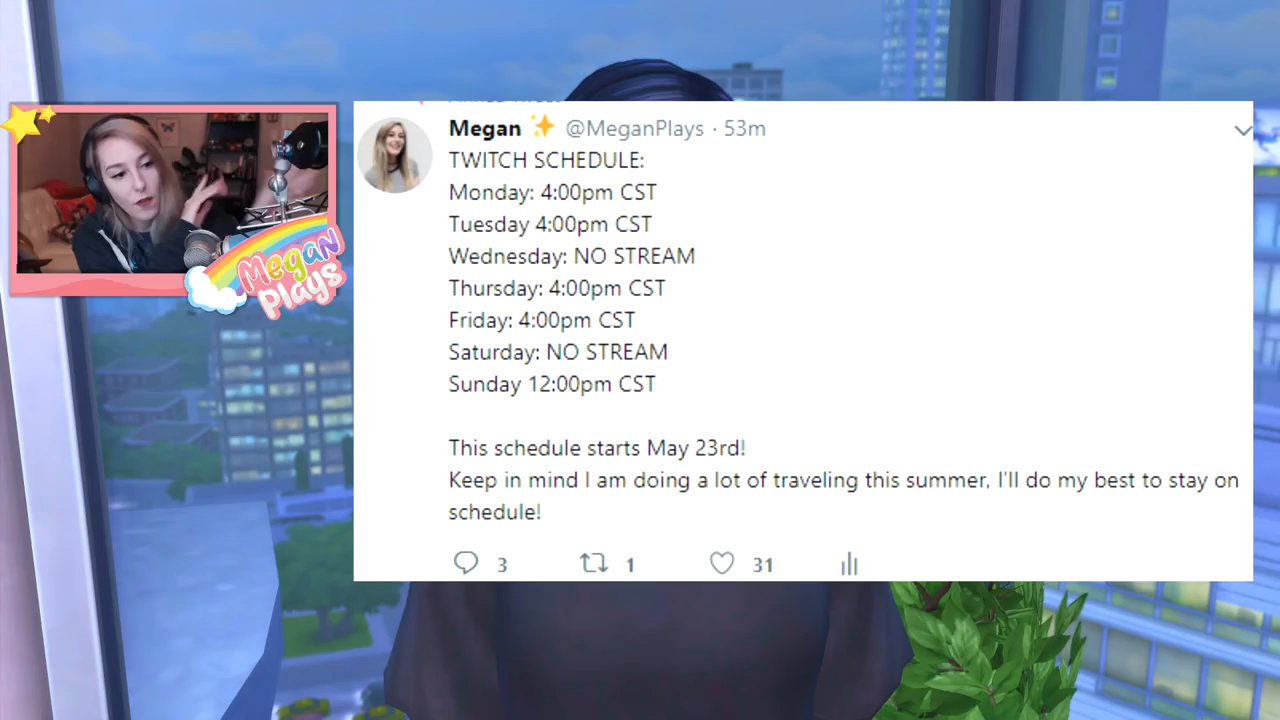 Megan ✨ @MeganPlays · 53m
TWITCH SCHEDULE:
Monday: 4:00pm CST
Tuesday 4:00pm CST
Wednesday: NO STREAM
Thursday: 4:00pm CST
Friday: 4:00pm CST
Saturday: NO STREAM
Sunday 12:00pm CST
This schedule starts May 23rd!
Keep in mind I am doing a lot of traveling this summer, I'll do my best to stay on
schedule!
3 1 31
Megan
Plays